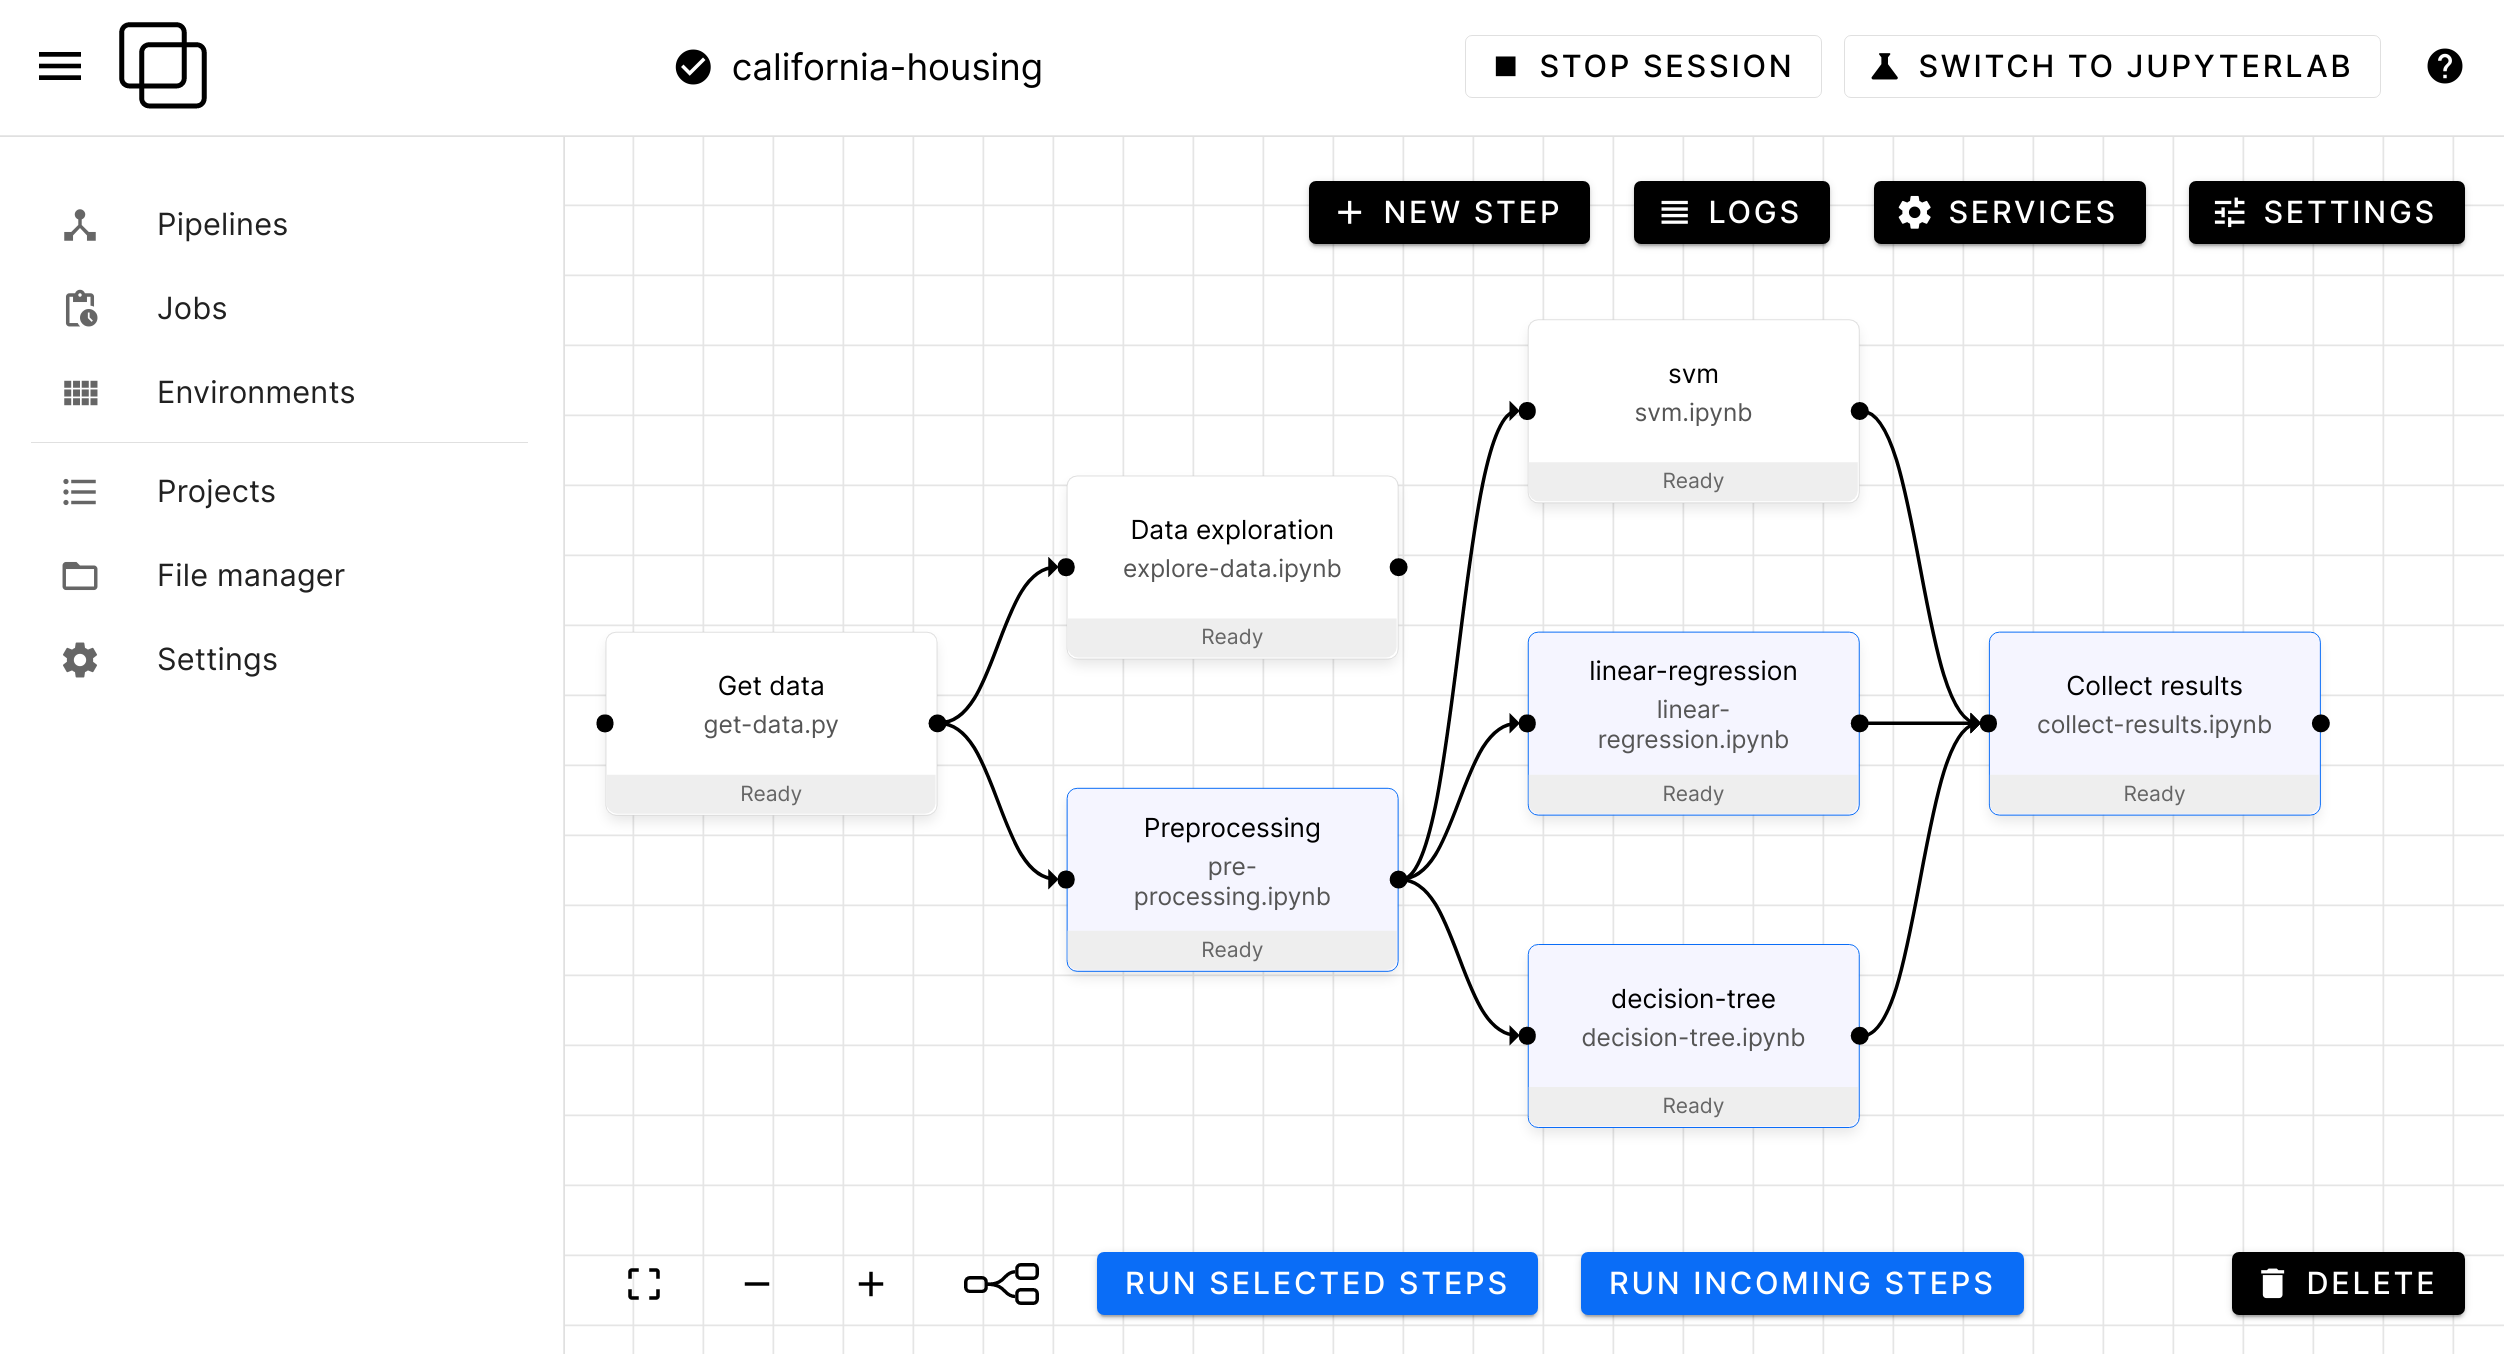 california-housing
STOP SESSION
SWITCH TO JUPYTERLAB
Pipelines
Jobs
Environments
Projects
File manager
Settings
NEW STEP
LOGS
SERVICES
SETTINGS
svm
svm.ipynb
Ready
Data exploration
explore-data.ipynb
Ready
Get data
get-data.py
Ready
Preprocessing
pre-
processing.ipynb
Ready
linear-regression
linear-
regression.ipynb
Ready
decision-tree
decision-tree.ipynb
Ready
Collect results
collect-results.ipynb
Ready
RUN SELECTED STEPS
RUN INCOMING STEPS
DELETE